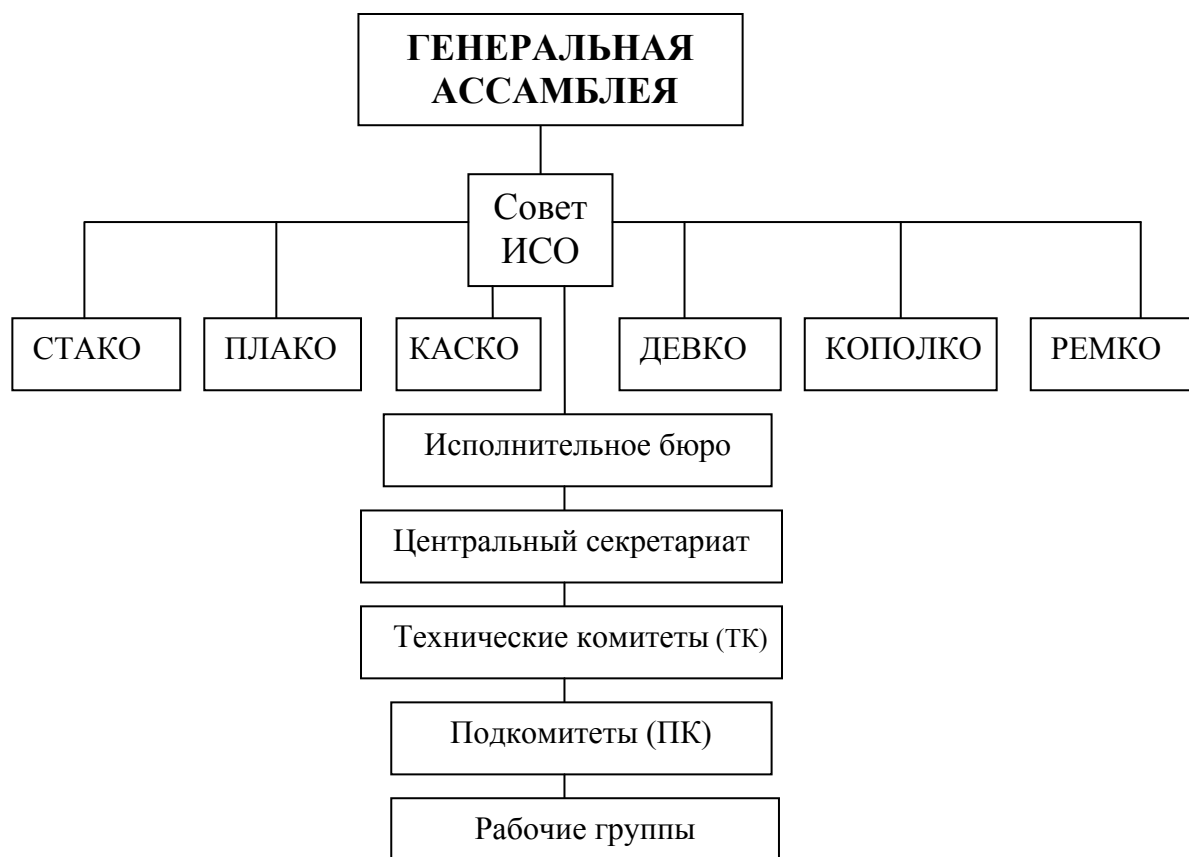 ГЕНЕРАЛЬНАЯ
АССАМБЛЕЯ
Совет
ИСО
СТАКО
ПЛАКО
КАСКО
ДЕВКО
КОПОЛКО
РЕМКО
Исполнительное бюро
Центральный секретариат
Технические комитеты (ТК)
Подкомитеты (ПК)
Рабочие группы